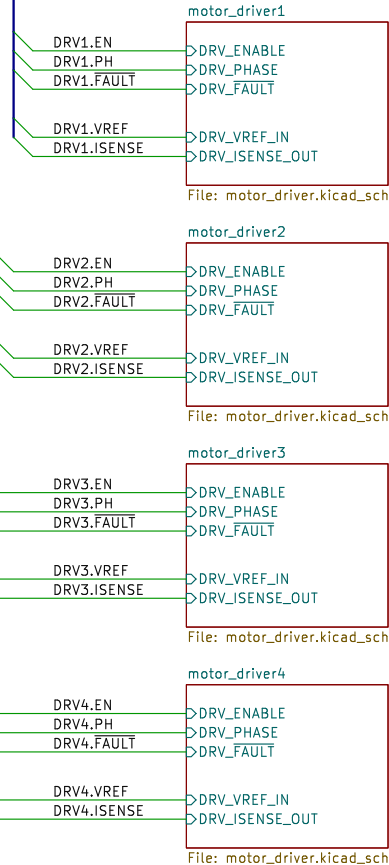 motor_driver1
DRV1.EN DRV_ENABLE
DRV1.PH DRV_PHASE
DRV1.FAULT DRV_FAULT
DRV1.VREF DRV_VREF_IN
DRV1.ISENSE DRV_ISENSE_OUT
File: motor_driver.kicad_sch
motor_driver2
DRV2.EN DRV_ENABLE
DRV2.PH DRV_PHASE
DRV2.FAULT DRV_FAULT
DRV2.VREF DRV_VREF_IN
DRV2.ISENSE DRV_ISENSE_OUT
File: motor_driver.kicad_sch
motor_driver3
DRV3.EN DRV_ENABLE
DRV3.PH DRV_PHASE
DRV3.FAULT DRV_FAULT
DRV3.VREF DRV_VREF_IN
DRV3.ISENSE DRV_ISENSE_OUT
File: motor_driver.kicad_sch
motor_driver4
DRV4.EN DRV_ENABLE
DRV4.PH DRV_PHASE
DRV4.FAULT DRV_FAULT
DRV4.VREF DRV_VREF_IN
DRV4.ISENSE DRV_ISENSE_OUT
File: motor_driver.kicad_sch